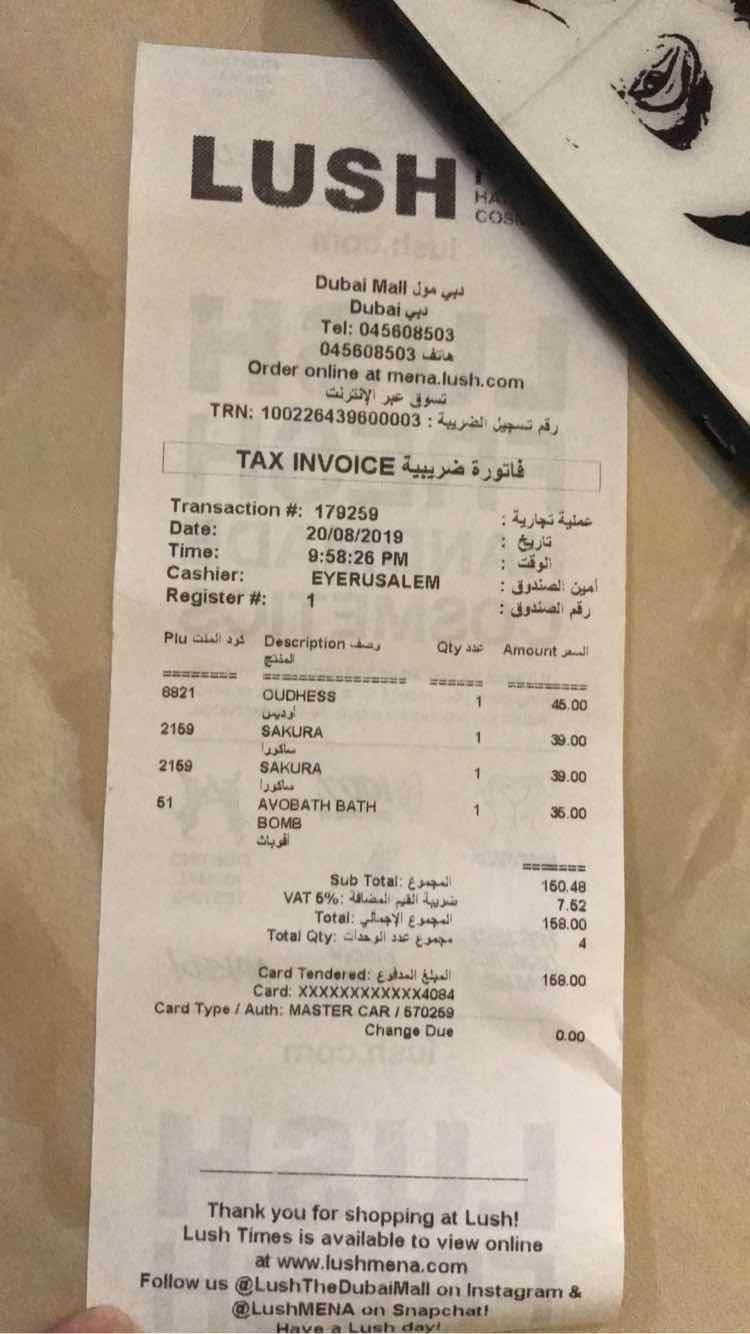 LUSH
Dubai Mall دبي مول
Dubai دبي
Tel: 045608503
045608503 هاتف
Order online at mena.lush.com
تسوق عبر الإنترنت
TRN: 100226439600003 : رقم تسجيل الضريبة
TAX INVOICE فاتورة ضريبية
Transaction #: 179259 عملية تجارية :
Date: 20/08/2019 تاريخ :
Time: 9:58:26 PM الوقت :
Cashier: EYERUSALEM أمين الصندوق :
Register #: 1 رقم الصندوق :
Plu كود الملت Description وصف Qty عدد Amount السعر
المنتج
======== ================ ====== =========
8821 OUDHESS 1 45.00
أوديس
2159 SAKURA 1 39.00
ساكورا
2159 SAKURA 1 39.00
ساكورا
51 AVOBATH BATH 1 35.00
BOMB
أفوباث
=======
Sub Total: المجموع: 150.48
VAT 5%: ضريبة القيم المضافة: 7.52
Total: المجموع الإجمالي: 158.00
Total Qty: مجموع عدد الوحدات: 4
Card Tendered: المبلغ المدفوع: 158.00
Card: XXXXXXXXXXXX4084
Card Type / Auth: MASTER CAR / 570259
Change Due 0.00
Thank you for shopping at Lush!
Lush Times is available to view online
at www.lushmena.com
Follow us @LushTheDubaiMall on Instagram &
@LushMENA on Snapchat!
Have a Lush day!